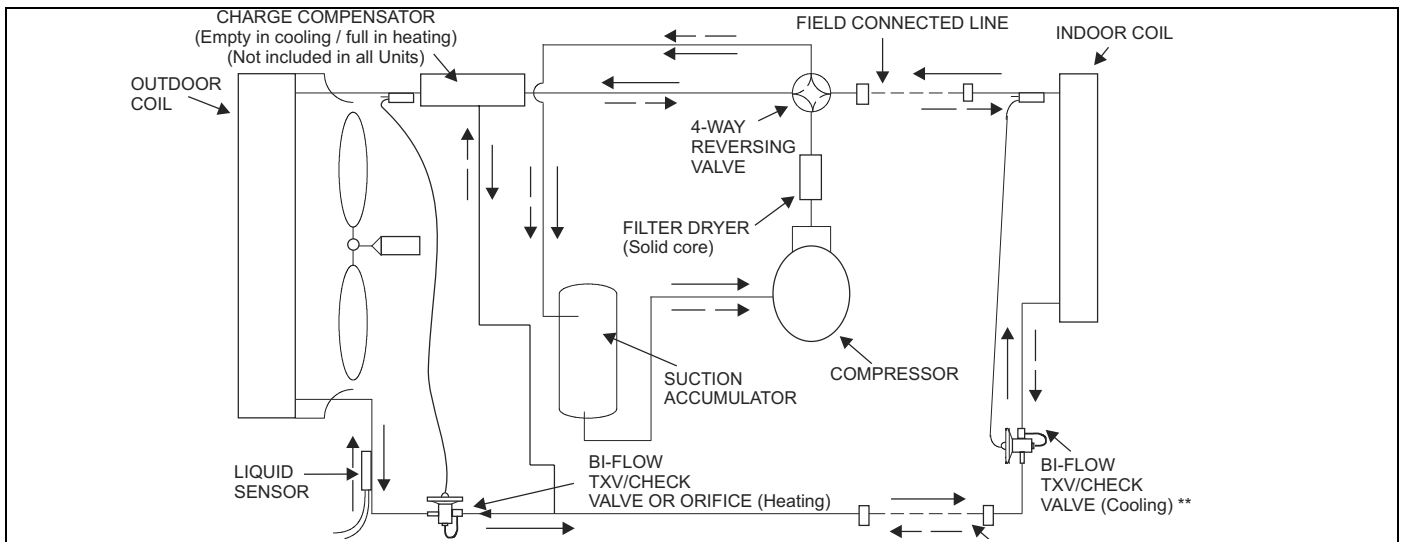 CHARGE COMPENSATOR
(Empty in cooling / full in heating)
(Not included in all Units)
FIELD CONNECTED LINE
INDOOR COIL
OUTDOOR
COIL
4-WAY
REVERSING
VALVE
FILTER DRYER
(Solid core)
SUCTION
ACCUMULATOR
COMPRESSOR
LIQUID
SENSOR
BI-FLOW
TXV/CHECK
VALVE OR ORIFICE (Heating)
BI-FLOW
TXV/CHECK
VALVE (Cooling) **